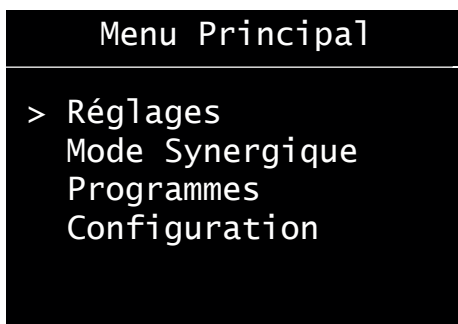 Menu Principal
> Réglages
Mode Synergique
Programmes
Configuration